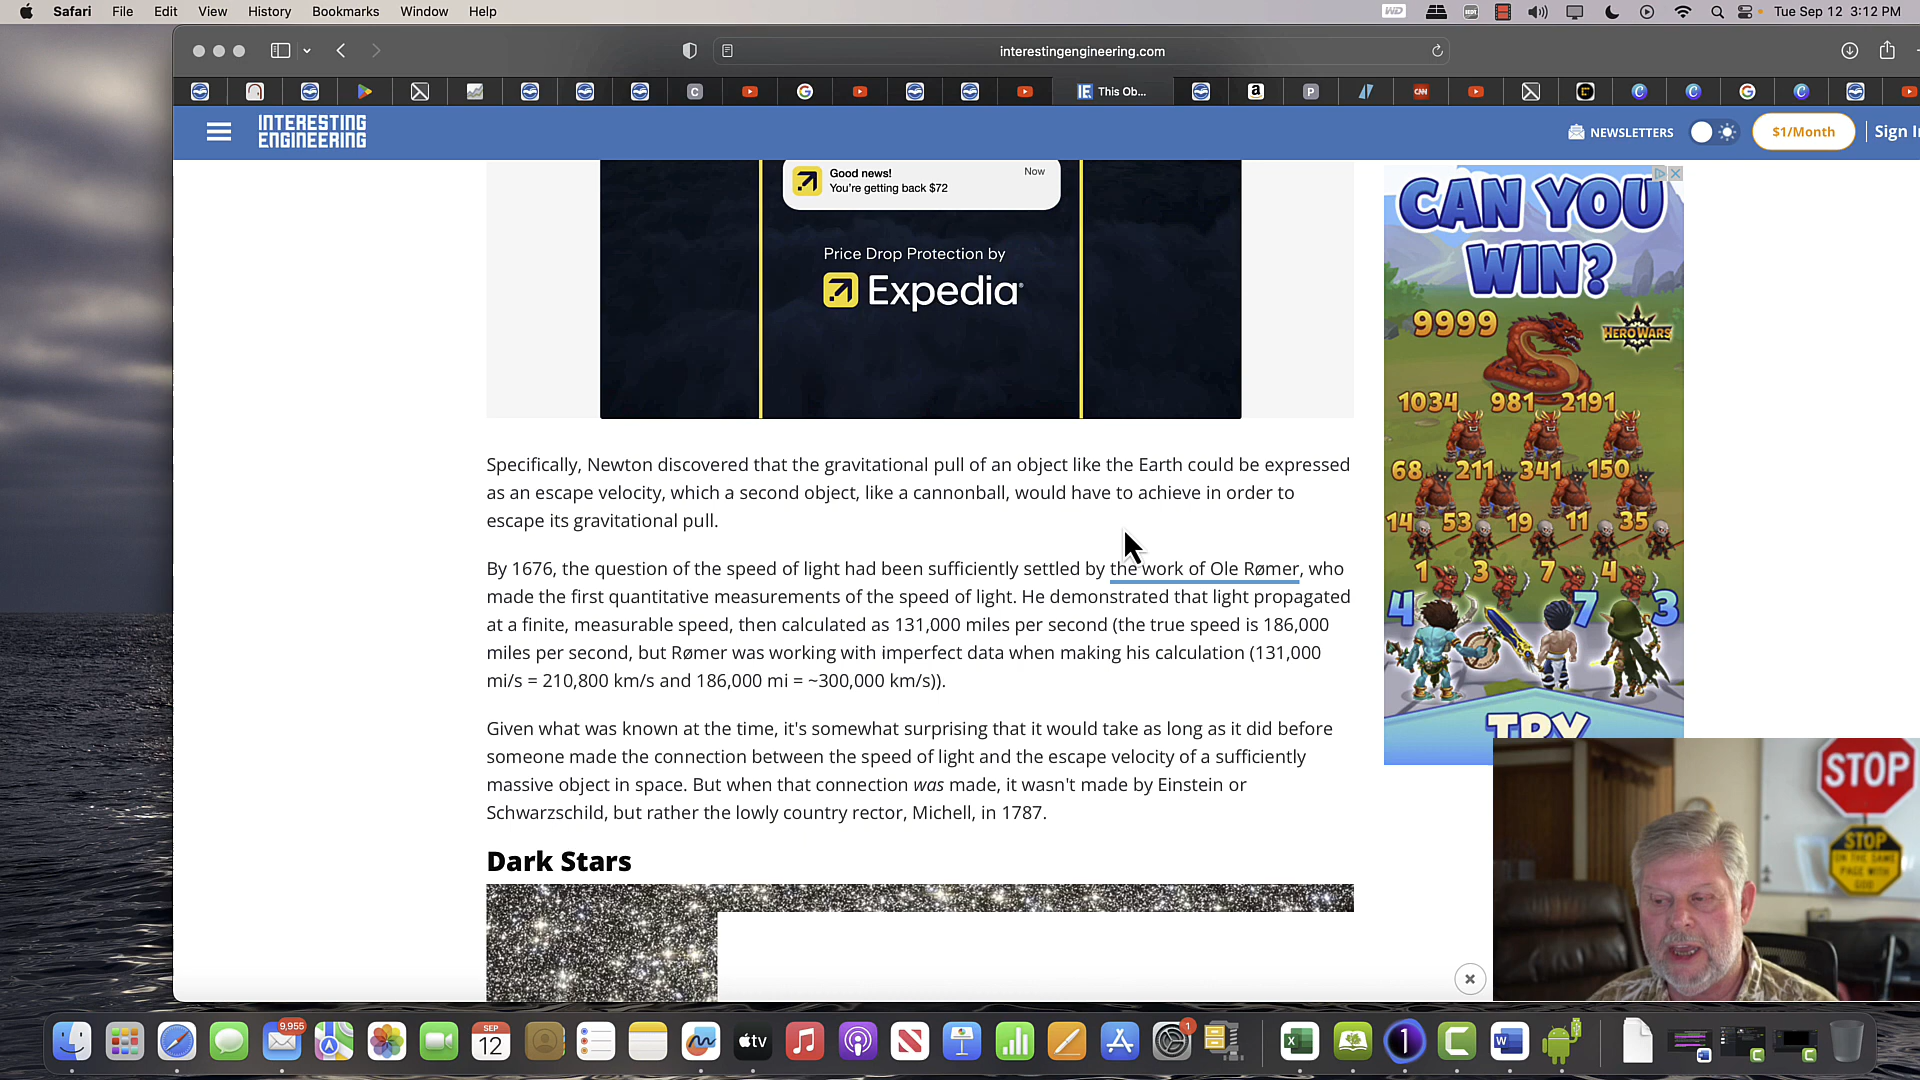 Safari File Edit View History Bookmarks Window Help
WD
Tue Sep 12 3:12 PM
interestingengineering.com
IE This Ob...
CNN
INTERESTING
ENGINEERING
NEWSLETTERS
$1/Month
Sign I
Good news!
Now
You're getting back $72
Price Drop Protection by
Expedia
CAN YOU
WIN?
9999
HERO WARS
1034 981 2191
68 211 341 150
14 53 19 11 35
1 3 7 4
4 7 3
TRY
Specifically, Newton discovered that the gravitational pull of an object like the Earth could be expressed
as an escape velocity, which a second object, like a cannonball, would have to achieve in order to
escape its gravitational pull.
By 1676, the question of the speed of light had been sufficiently settled by the work of Ole Rømer, who
made the first quantitative measurements of the speed of light. He demonstrated that light propagated
at a finite, measurable speed, then calculated as 131,000 miles per second (the true speed is 186,000
miles per second, but Rømer was working with imperfect data when making his calculation (131,000
mi/s = 210,800 km/s and 186,000 mi = ~300,000 km/s)).
Given what was known at the time, it's somewhat surprising that it would take as long as it did before
someone made the connection between the speed of light and the escape velocity of a sufficiently
massive object in space. But when that connection was made, it wasn't made by Einstein or
Schwarzschild, but rather the lowly country rector, Michell, in 1787.
Dark Stars
STOP
STOP
ON THE SAME
PAGE WITH
GOD
9,955
SEP
12
tv
1